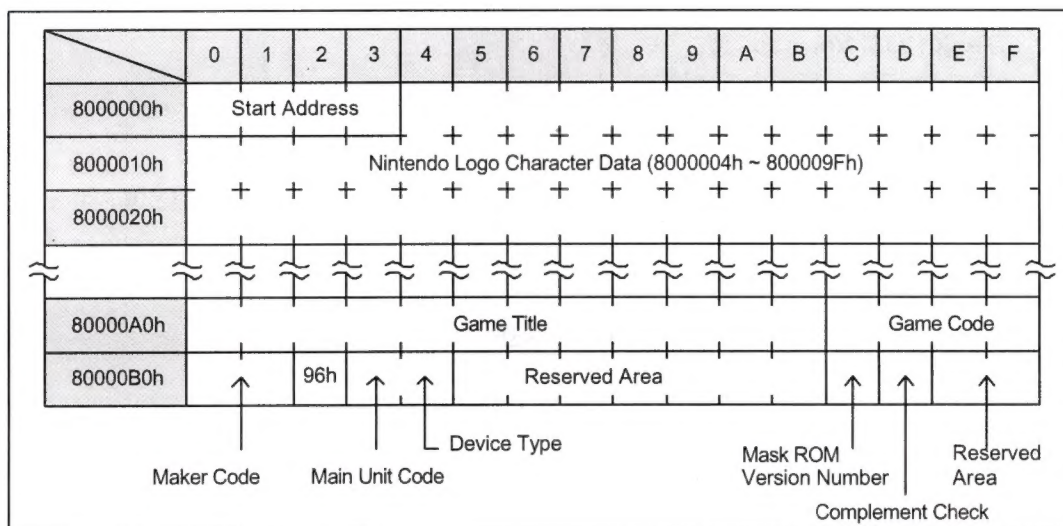 0 1 2 3 4 5 6 7 8 9 A B C D E F
8000000h Start Address
8000010h Nintendo Logo Character Data (8000004h ~ 800009Fh)
8000020h
80000A0h Game Title Game Code
80000B0h 96h Reserved Area
Device Type
Maker Code Main Unit Code
Mask ROM
Version Number
Reserved
Area
Complement Check